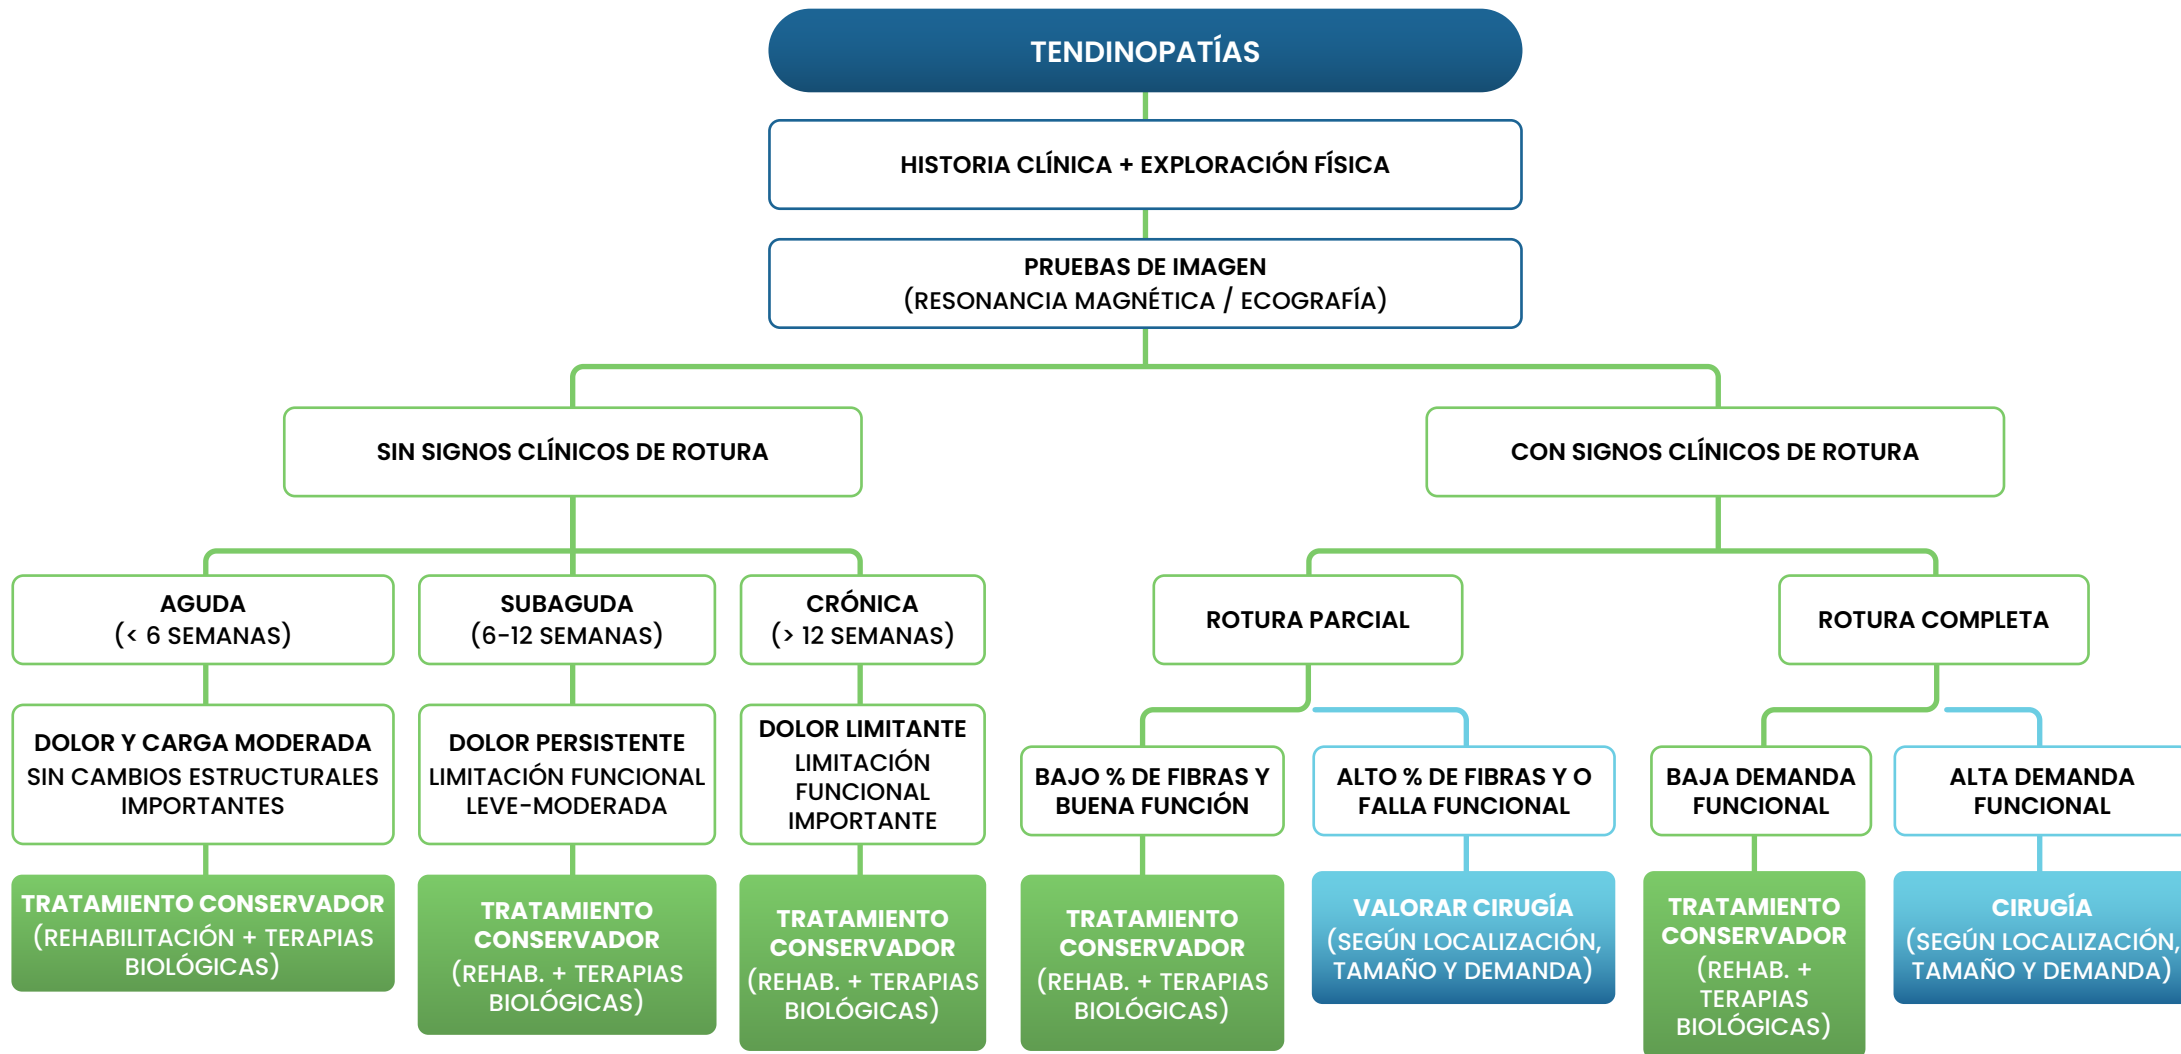 TENDINOPATÍAS
HISTORIA CLÍNICA + EXPLORACIÓN FÍSICA
PRUEBAS DE IMAGEN
(RESONANCIA MAGNÉTICA / ECOGRAFÍA)
SIN SIGNOS CLÍNICOS DE ROTURA
CON SIGNOS CLÍNICOS DE ROTURA
AGUDA
(< 6 SEMANAS)
SUBAGUDA
(6-12 SEMANAS)
CRÓNICA
(> 12 SEMANAS)
ROTURA PARCIAL
ROTURA COMPLETA
DOLOR Y CARGA MODERADA
SIN CAMBIOS ESTRUCTURALES
IMPORTANTES
DOLOR PERSISTENTE
LIMITACIÓN FUNCIONAL
LEVE-MODERADA
DOLOR LIMITANTE
LIMITACIÓN
FUNCIONAL
IMPORTANTE
BAJO % DE FIBRAS Y
BUENA FUNCIÓN
ALTO % DE FIBRAS Y O
FALLA FUNCIONAL
BAJA DEMANDA
FUNCIONAL
ALTA DEMANDA
FUNCIONAL
TRATAMIENTO CONSERVADOR
(REHABILITACIÓN + TERAPIAS
BIOLÓGICAS)
TRATAMIENTO
CONSERVADOR
(REHAB. + TERAPIAS
BIOLÓGICAS)
TRATAMIENTO
CONSERVADOR
(REHAB. + TERAPIAS
BIOLÓGICAS)
TRATAMIENTO
CONSERVADOR
(REHAB. + TERAPIAS
BIOLÓGICAS)
VALORAR CIRUGÍA
(SEGÚN LOCALIZACIÓN,
TAMAÑO Y DEMANDA)
TRATAMIENTO
CONSERVADOR
(REHAB. +
TERAPIAS
BIOLÓGICAS)
CIRUGÍA
(SEGÚN LOCALIZACIÓN,
TAMAÑO Y DEMANDA)